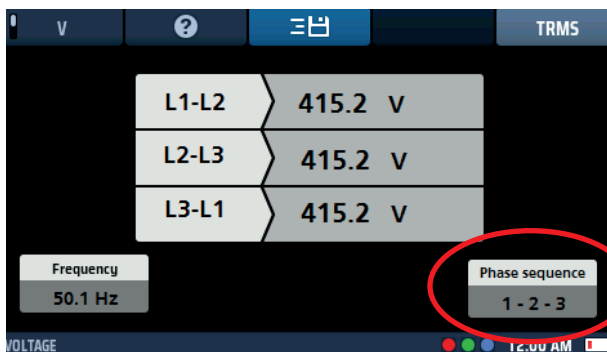 V ? TRMS
L1-L2 415.2 V
L2-L3 415.2 V
L3-L1 415.2 V
Frequency Phase sequence
50.1 Hz 1 - 2 - 3
VOLTAGE 12:00 AM